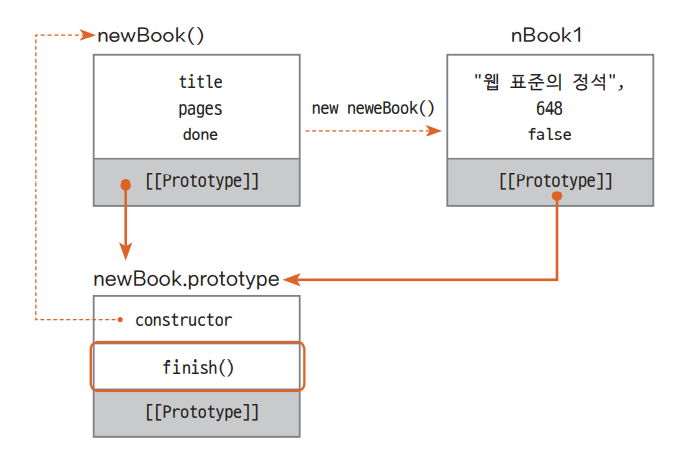 newBook()
title
pages
done
[[Prototype]]
new neweBook()
nBook1
"웹 표준의 정석",
648
false
[[Prototype]]
newBook.prototype
constructor
finish()
[[Prototype]]